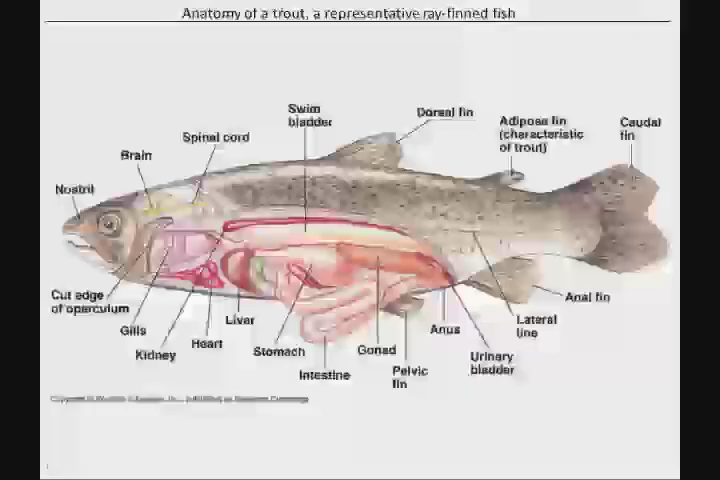 Anatomy of a trout, a representative ray-finned fish
Swim
bladder
Dorsal fin
Adipose fin
(characteristic
of trout)
Caudal
fin
Spinal cord
Brain
Nostril
Cut edge
of operculum
Gills
Kidney
Heart
Liver
Stomach
Intestine
Gonad
Pelvic
fin
Anus
Urinary
bladder
Lateral
line
Anal fin